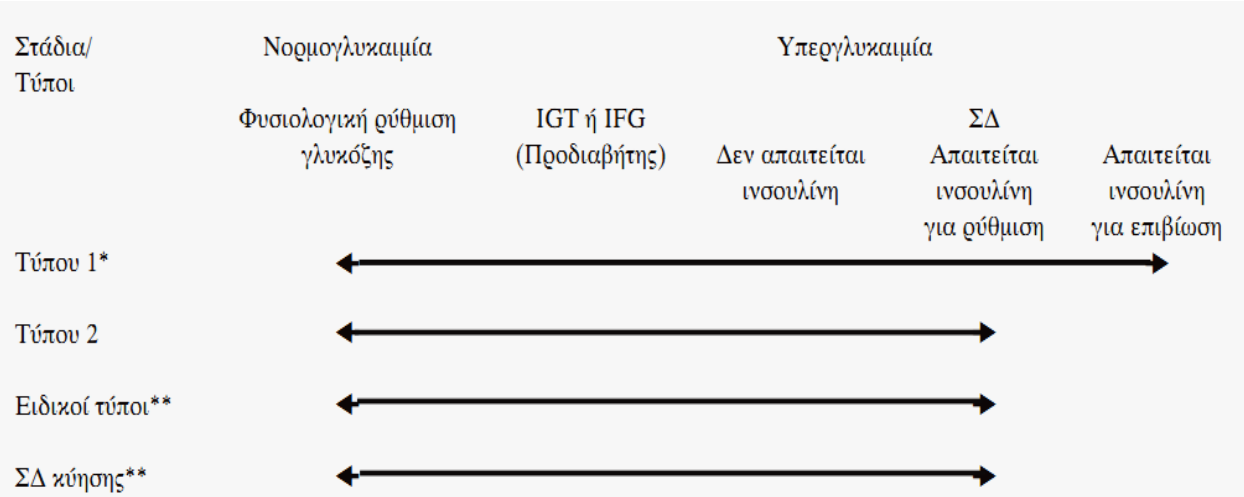 Στάδια/ Νορμογλυκαιμία Υπεργλυκαιμία
Τύποι
Φυσιολογική ρύθμιση IGT ή IFG ΣΔ
γλυκόζης (Προδιαβήτης) Δεν απαιτείται Απαιτείται Απαιτείται
ινσουλίνη ινσουλίνη ινσουλίνη
για ρύθμιση για επιβίωση
Τύπου 1*
Τύπου 2
Ειδικοί τύποι**
ΣΔ κύησης**